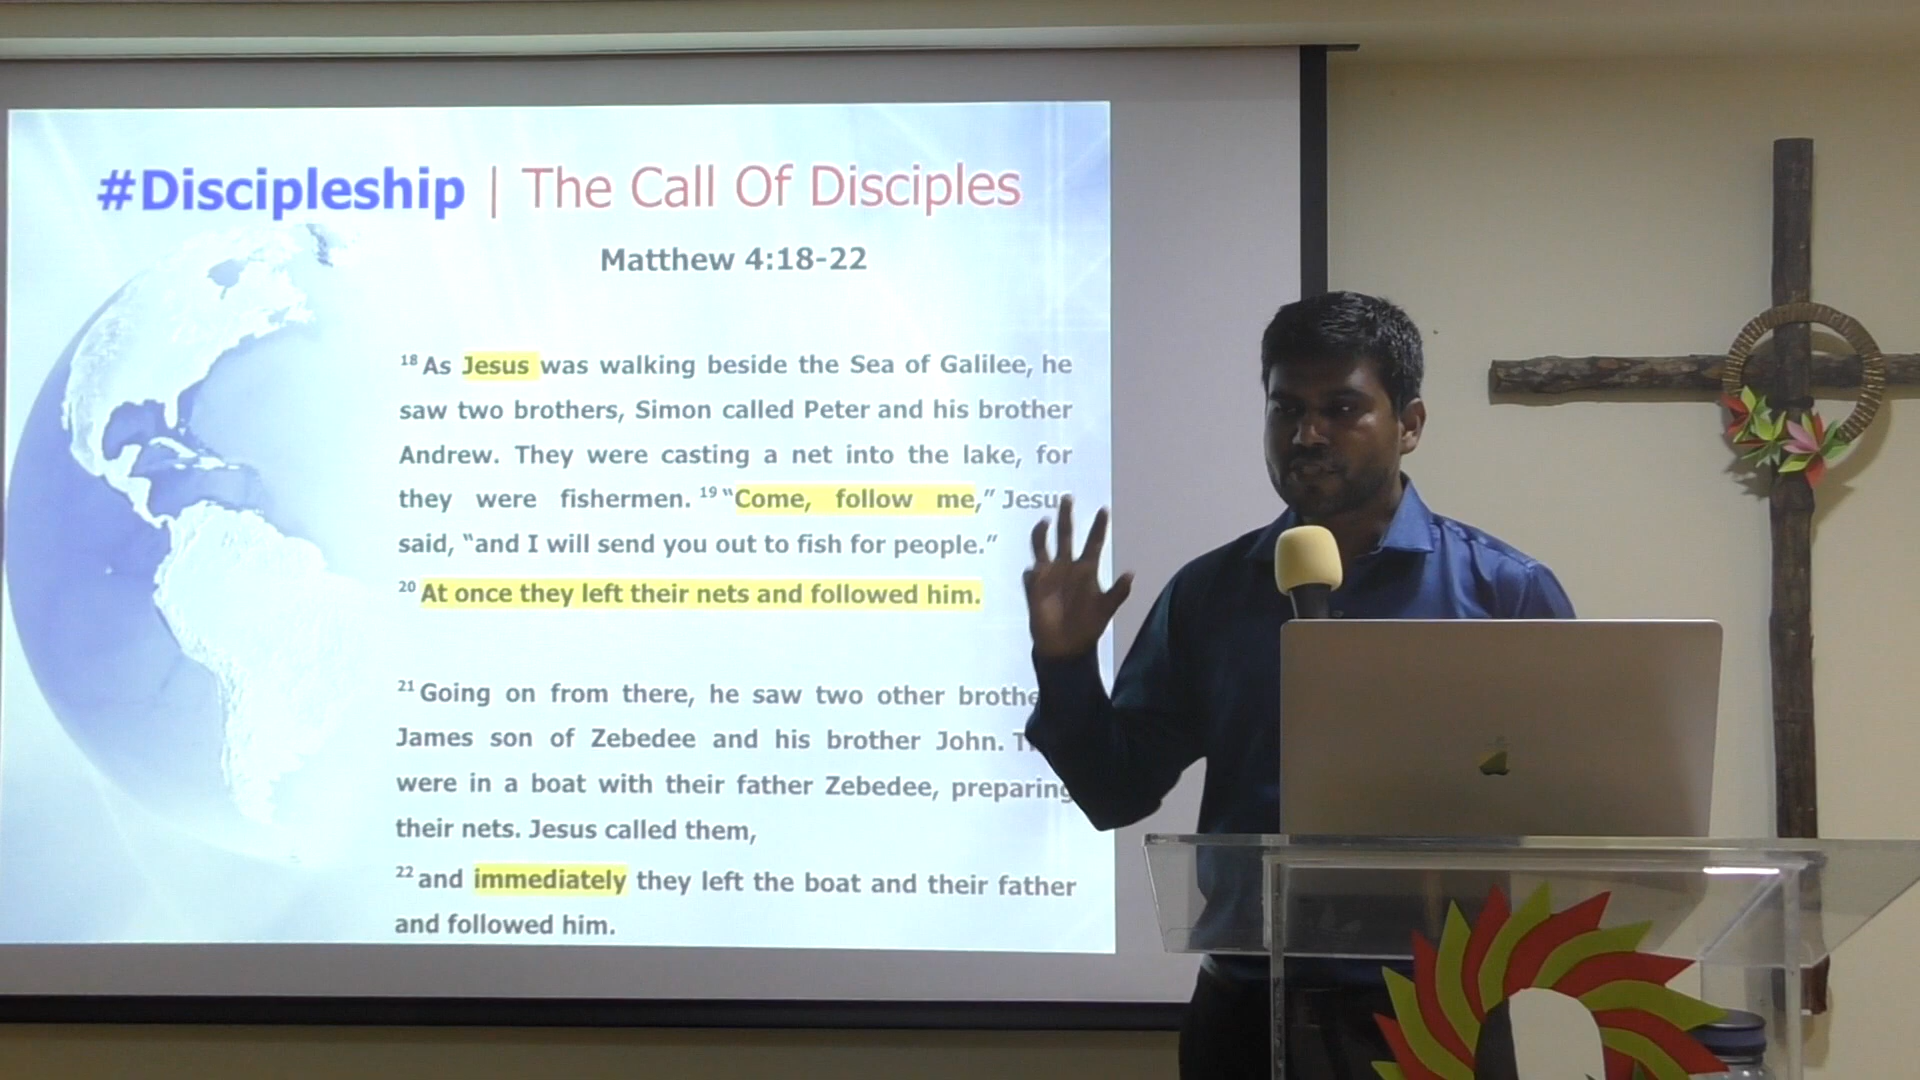 #Discipleship | The Call Of Disciples
Matthew 4:18-22
18 As Jesus was walking beside the Sea of Galilee, he
saw two brothers, Simon called Peter and his brother
Andrew. They were casting a net into the lake, for
they were fishermen. 19 “Come, follow me,” Jesus
said, “and I will send you out to fish for people.”
20 At once they left their nets and followed him.
21 Going on from there, he saw two other
James son of Zebedee and his brother John.
were in a boat with their father Zebedee, preparing
their nets. Jesus called them,
22 and immediately they left the boat and their father
and followed him.